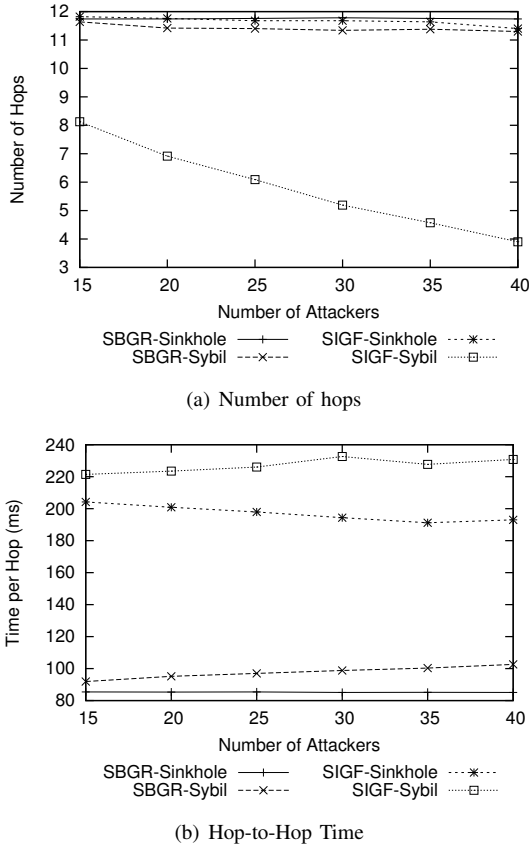 12
11
10
9
8
7
6
5
4
3
Number of Hops
15 20 25 30 35 40
Number of Attackers
SBGR-Sinkhole SIGF-Sinkhole
SBGR-Sybil SIGF-Sybil
(a) Number of hops
240
220
200
180
160
140
120
100
80
Time per Hop (ms)
15 20 25 30 35 40
Number of Attackers
SBGR-Sinkhole SIGF-Sinkhole
SBGR-Sybil SIGF-Sybil
(b) Hop-to-Hop Time